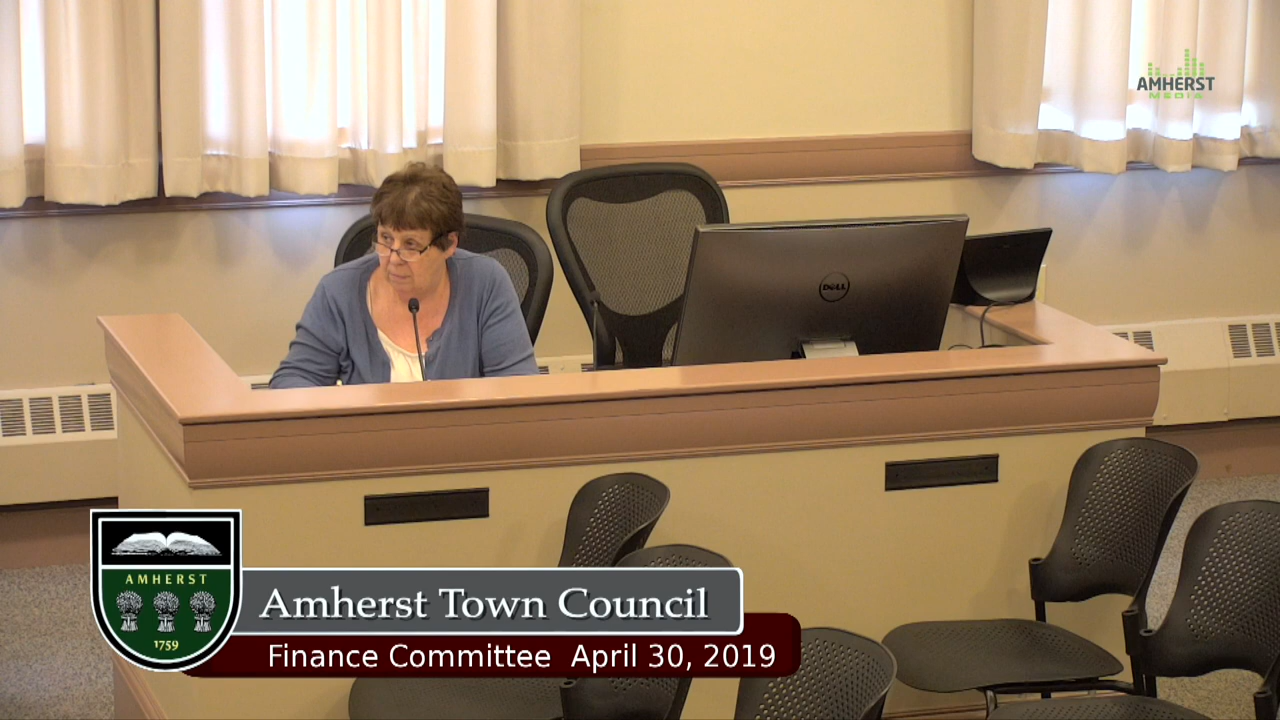 AMHERST
MEDIA
DELL
AMHERST
1759
Amherst Town Council
Finance Committee April 30, 2019